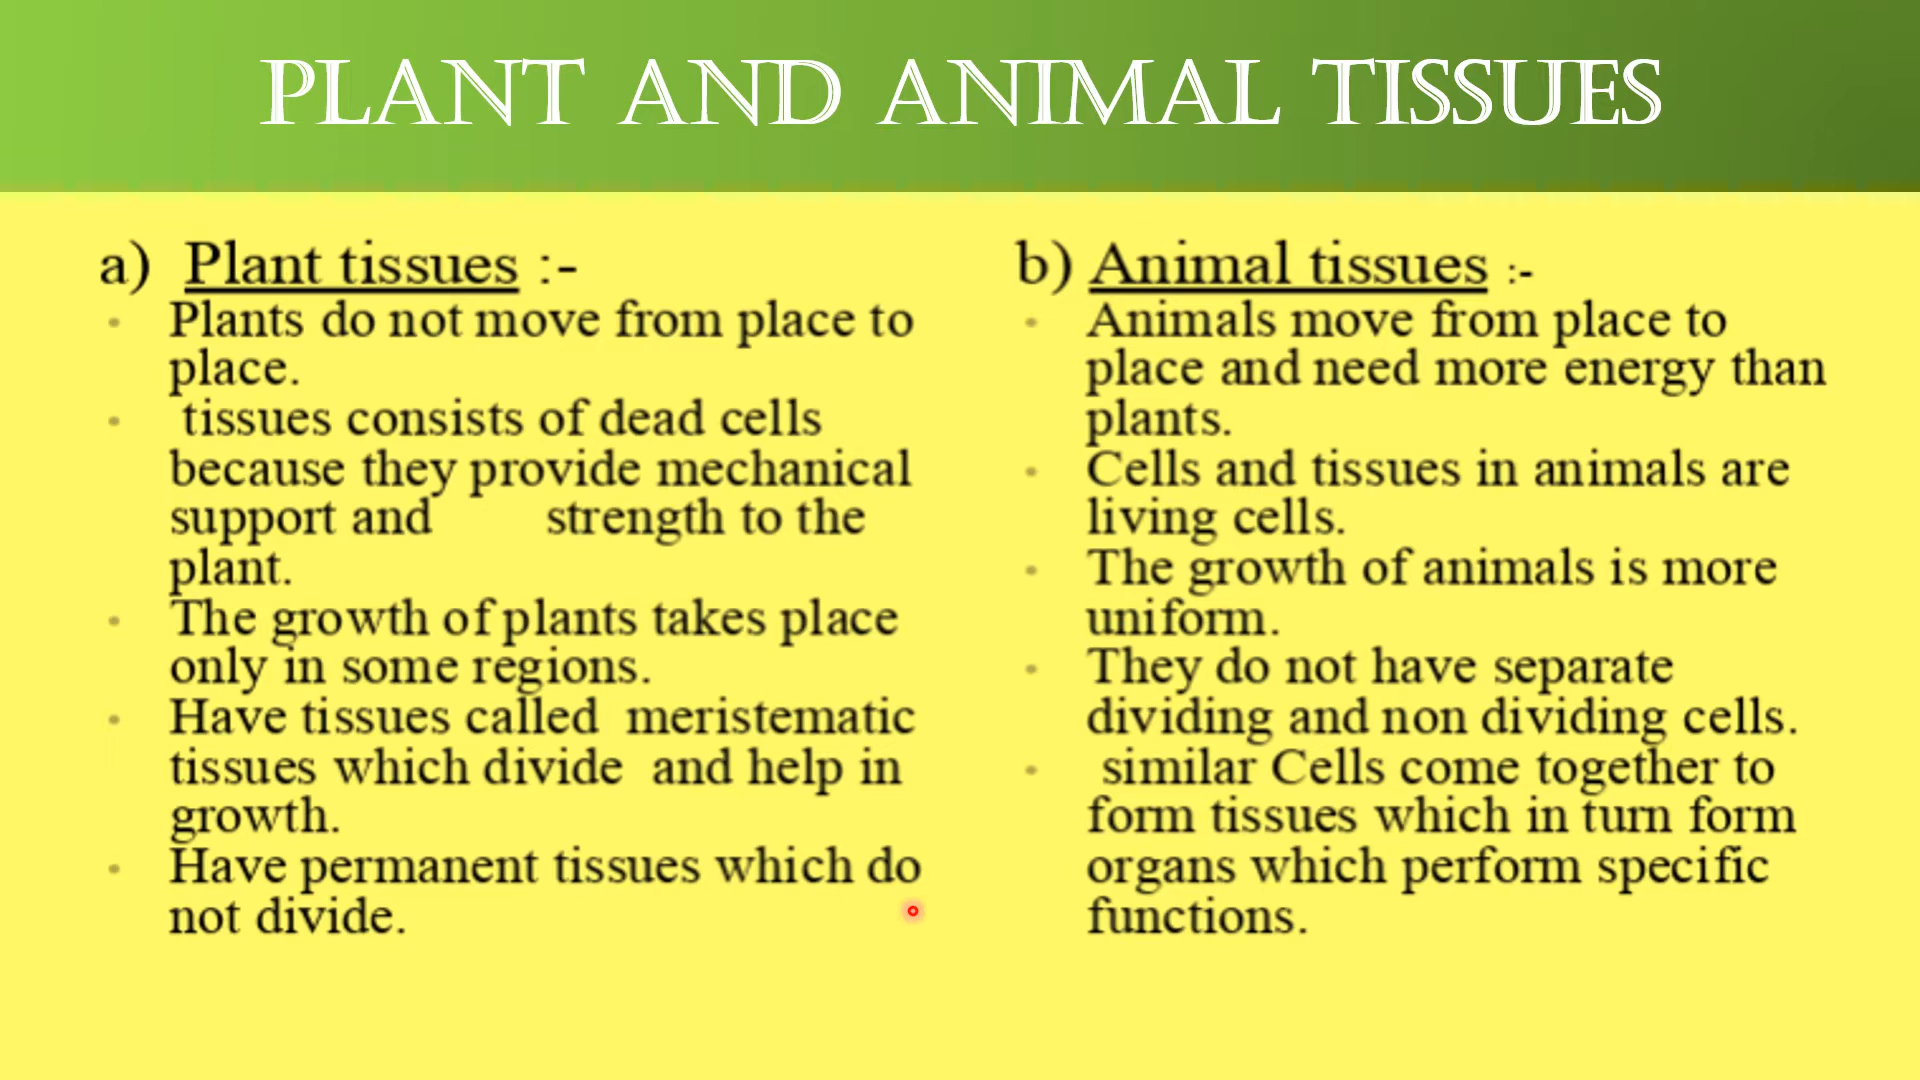 PLANT AND ANIMAL TISSUES
a) Plant tissues :-
• Plants do not move from place to
place.
• tissues consists of dead cells
because they provide mechanical
support and strength to the
plant.
• The growth of plants takes place
only in some regions.
• Have tissues called meristematic
tissues which divide and help in
growth.
• Have permanent tissues which do
not divide.
b) Animal tissues :-
• Animals move from place to
place and need more energy than
plants.
• Cells and tissues in animals are
living cells.
• The growth of animals is more
uniform.
• They do not have separate
dividing and non dividing cells.
• similar Cells come together to
form tissues which in turn form
organs which perform specific
functions.